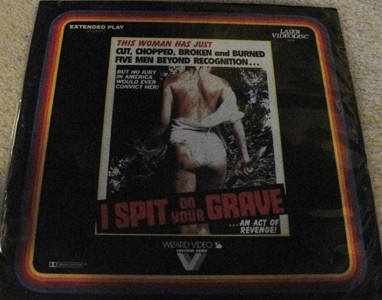 EXTENDED PLAY
LASER
VIDEODISC
THIS WOMAN HAS JUST
CUT, CHOPPED, BROKEN and BURNED
FIVE MEN BEYOND RECOGNITION...
BUT NO JURY
IN AMERICA
WOULD EVER
CONVICT HER!
I SPIT on your GRAVE
...AN ACT OF
REVENGE!
WIZARD VIDEO